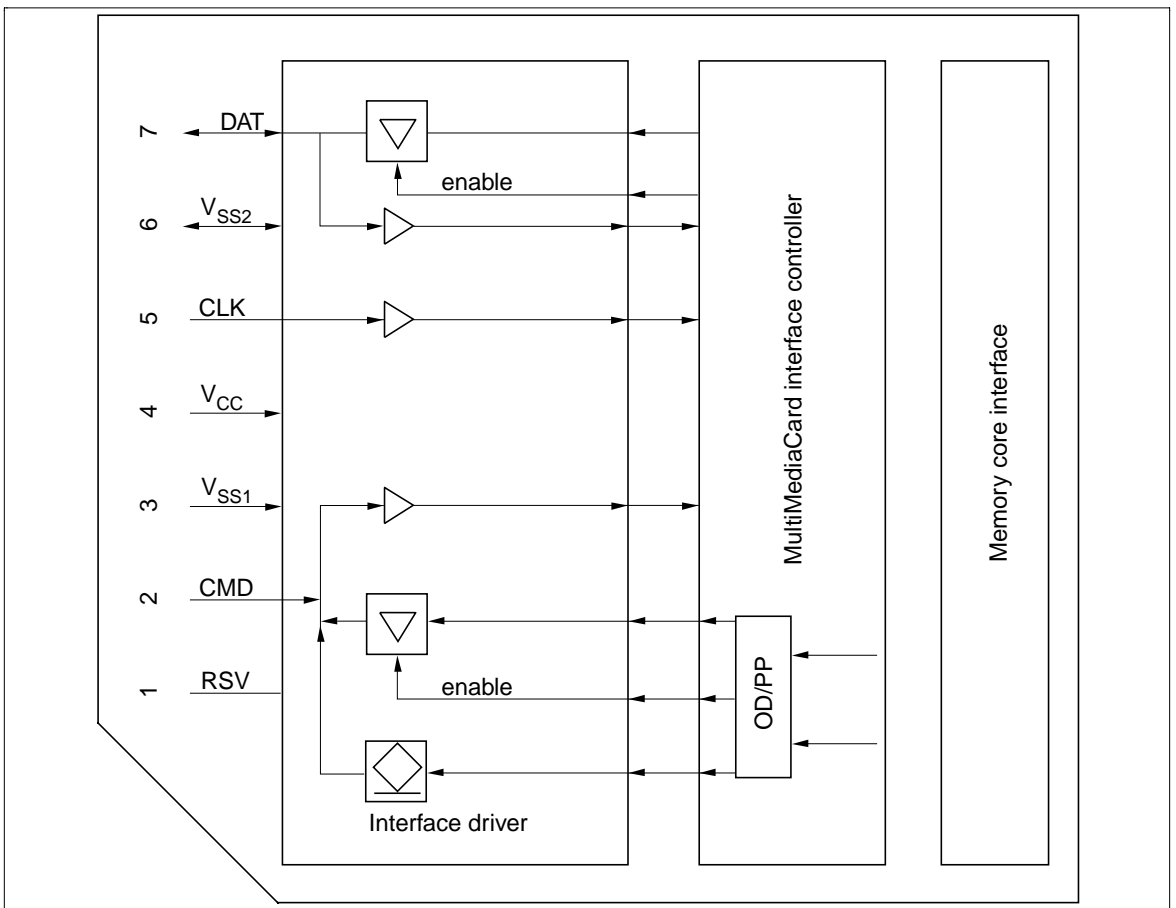 7 DAT
enable
6 VSS2
5 CLK
4 VCC
3 VSS1
2 CMD
1 RSV
enable
Interface driver
OD/PP
MultiMediaCard interface controller
Memory core interface